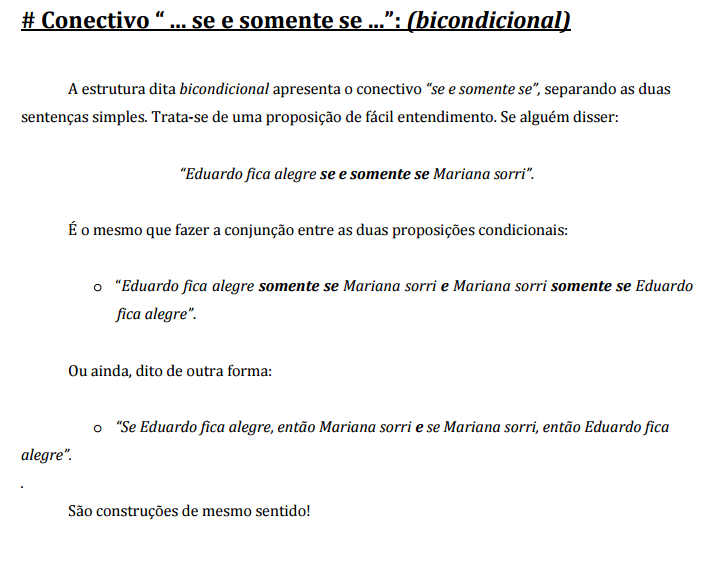 # Conectivo “ ... se e somente se ...”: (bicondicional)
A estrutura dita bicondicional apresenta o conectivo “se e somente se”, separando as duas
sentenças simples. Trata-se de uma proposição de fácil entendimento. Se alguém disser:
“Eduardo fica alegre se e somente se Mariana sorri”.
É o mesmo que fazer a conjunção entre as duas proposições condicionais:
o “Eduardo fica alegre somente se Mariana sorri e Mariana sorri somente se Eduardo
fica alegre”.
Ou ainda, dito de outra forma:
o “Se Eduardo fica alegre, então Mariana sorri e se Mariana sorri, então Eduardo fica
alegre”.
.
São construções de mesmo sentido!